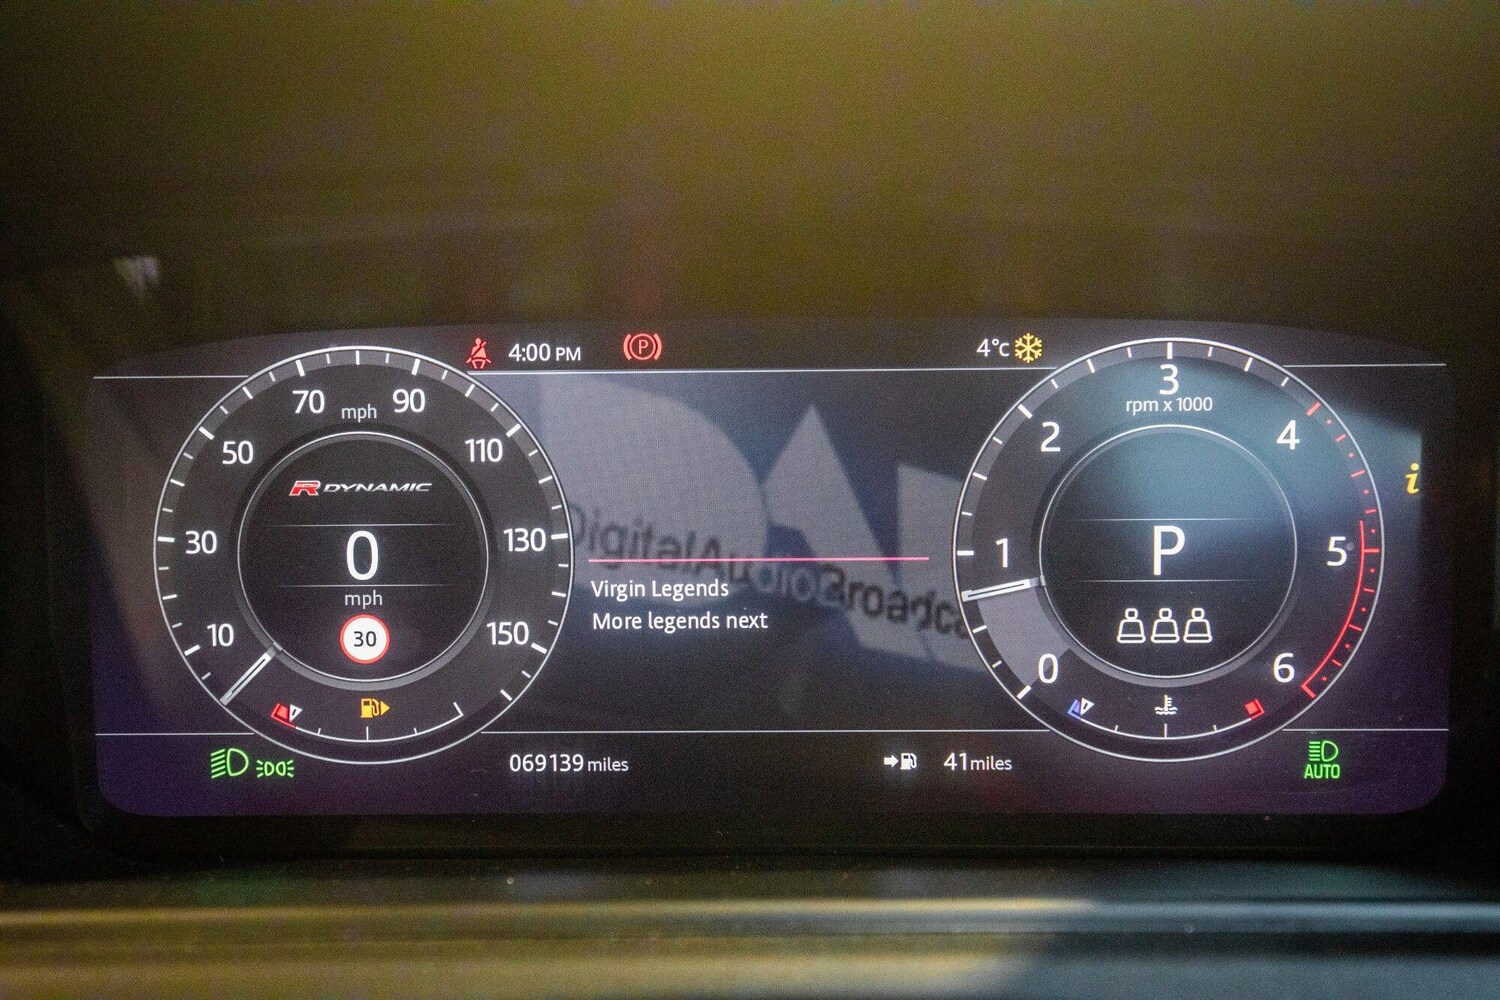 4:00 PM
P
4°C
70 mph 90
50
110
30
130
10
150
R DYNAMIC
0
mph
30
DigitalAudioBroadca
Virgin Legends
More legends next
3
rpm x 1000
2
4
1
5
0
6
P
i
069139 miles
41 miles
AUTO